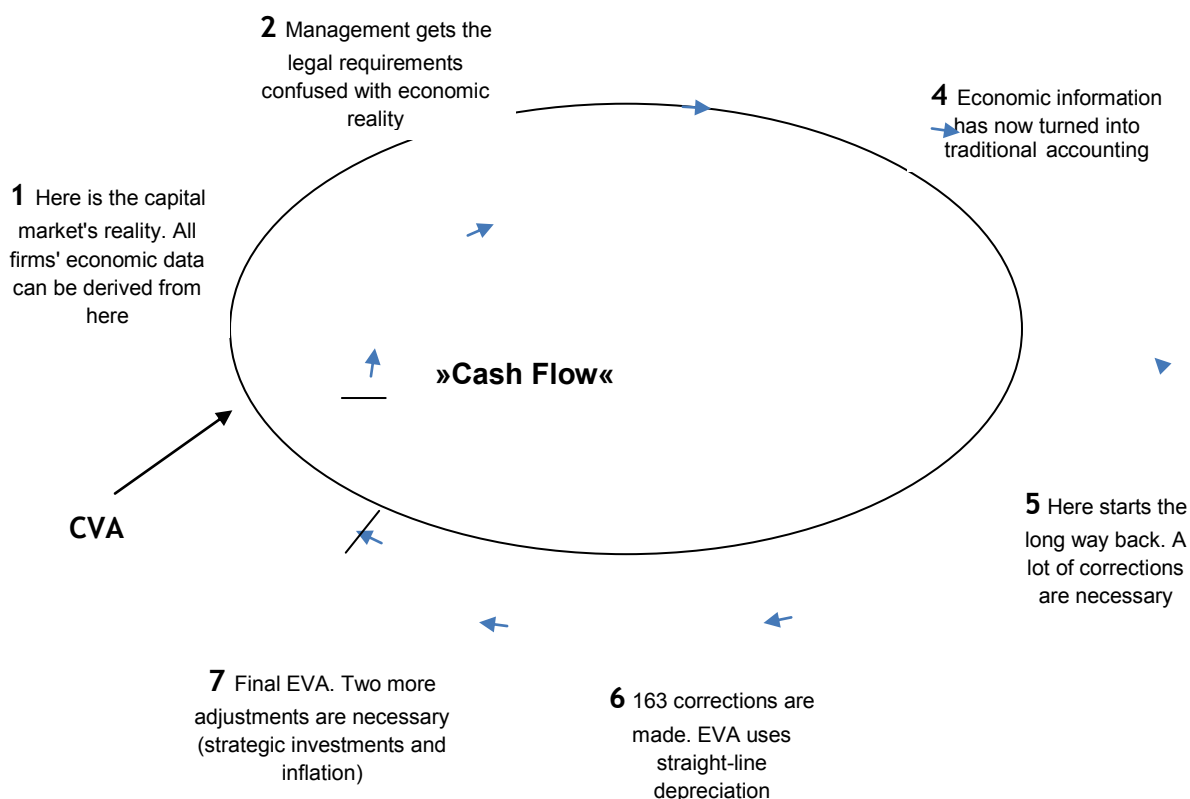 2 Management gets the
legal requirements
confused with economic
reality
4 Economic information
has now turned into
traditional accounting
1 Here is the capital
market's reality. All
firms' economic data
can be derived from
here
»Cash Flow«
CVA
5 Here starts the
long way back. A
lot of corrections
are necessary
7 Final EVA. Two more
adjustments are necessary
(strategic investments and
inflation)
6 163 corrections are
made. EVA uses
straight-line
depreciation